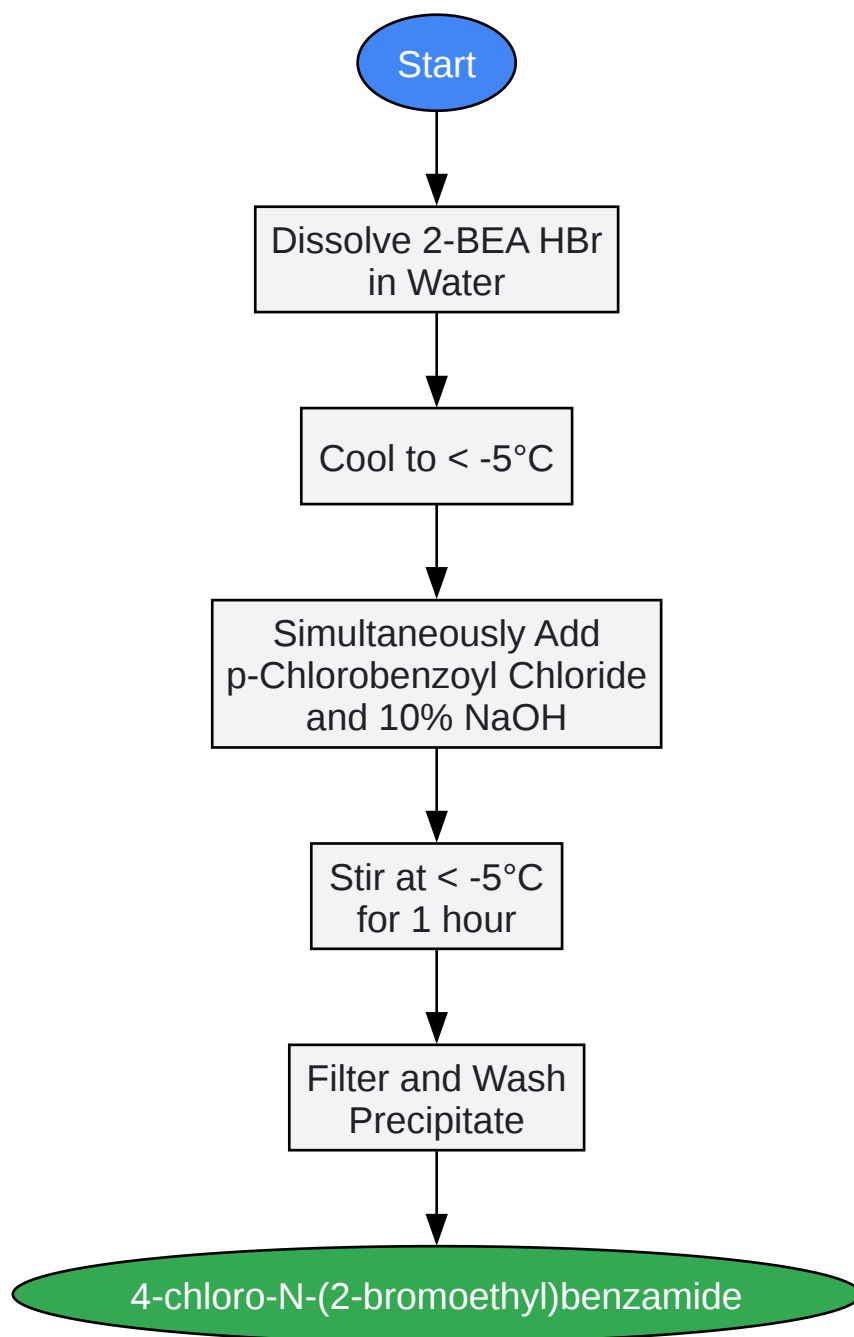 Start
Dissolve 2-BEA HBr
in Water
Cool to < -5°C
Simultaneously Add
p-Chlorobenzoyl Chloride
and 10% NaOH
Stir at < -5°C
for 1 hour
Filter and Wash
Precipitate
4-chloro-N-(2-bromoethyl)benzamide